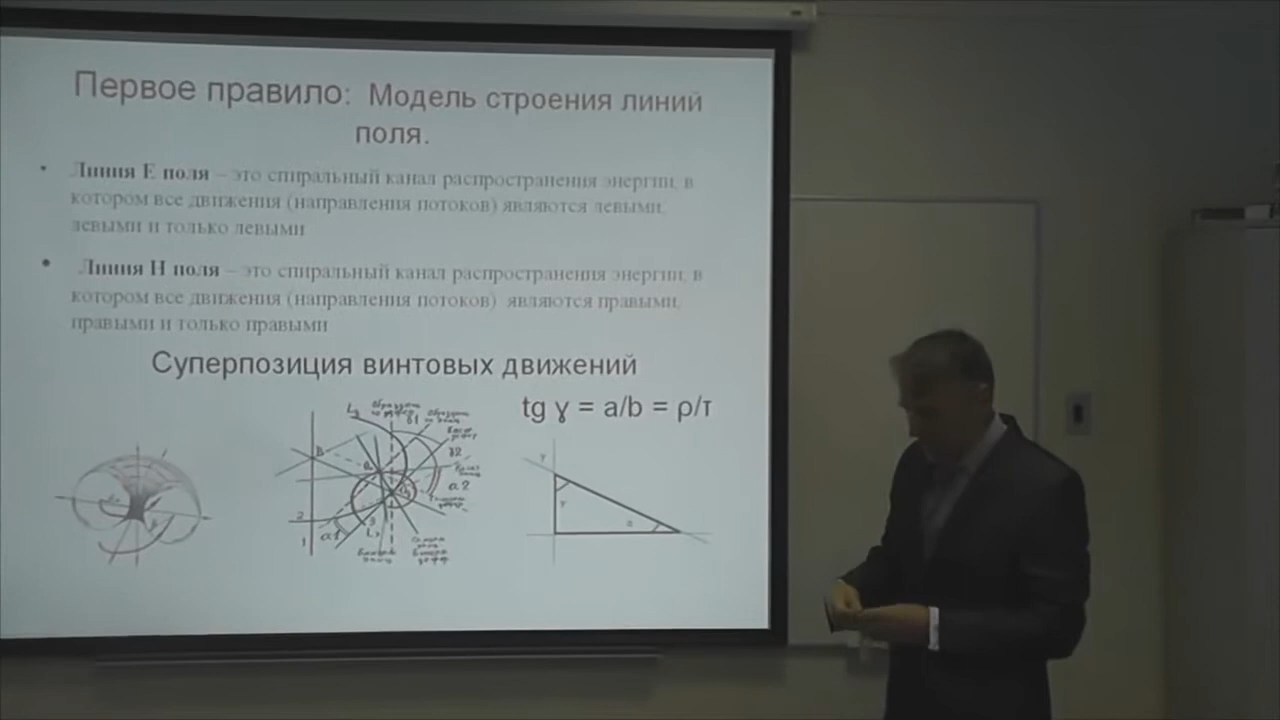 Первое правило: Модель строения линий
поля.
• Линия Е поля – это спиральный канал распространения энергии, в
котором все движения (направления потоков) являются левыми,
левыми и только левыми
• Линия Н поля – это спиральный канал распространения энергии, в
котором все движения (направления потоков) являются правыми,
правыми и только правыми
Суперпозиция винтовых движений
tg ɣ = a/b = ρ/τ